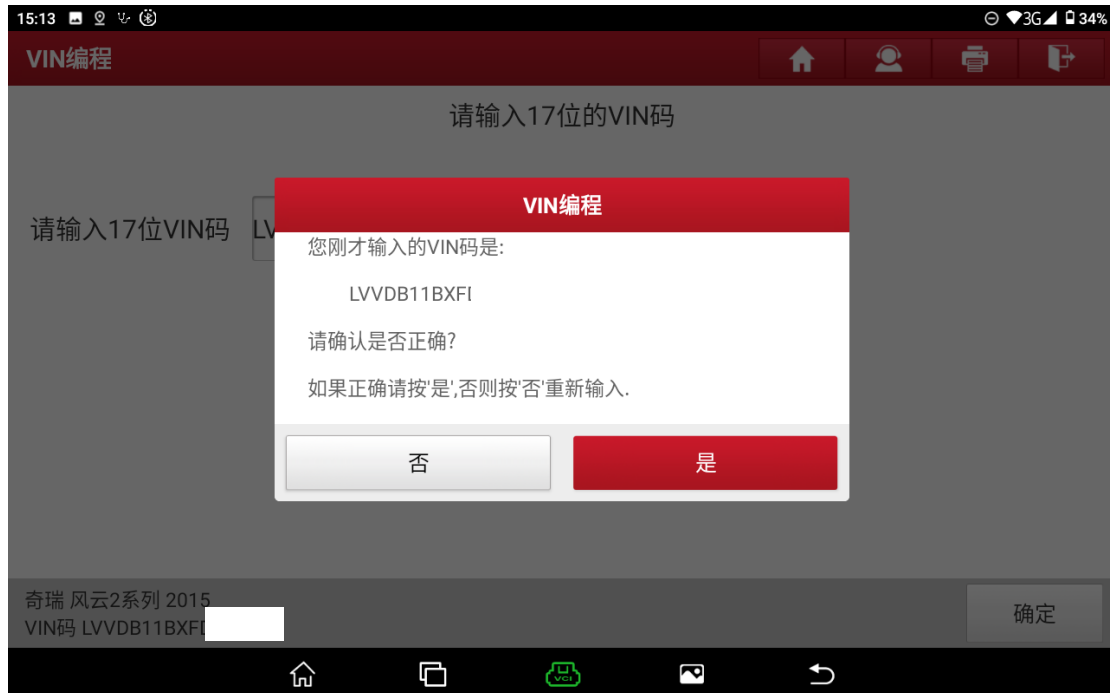 15:13
3G 34%
VIN编程
请输入17位的VIN码
请输入17位VIN码 LV
VIN编程
您刚才输入的VIN码是:
LVVDB11BXF
请确认是否正确?
如果正确请按'是',否则按'否'重新输入.
否
是
奇瑞 风云2系列 2015
VIN码 LVVDB11BXF
确定
VCI